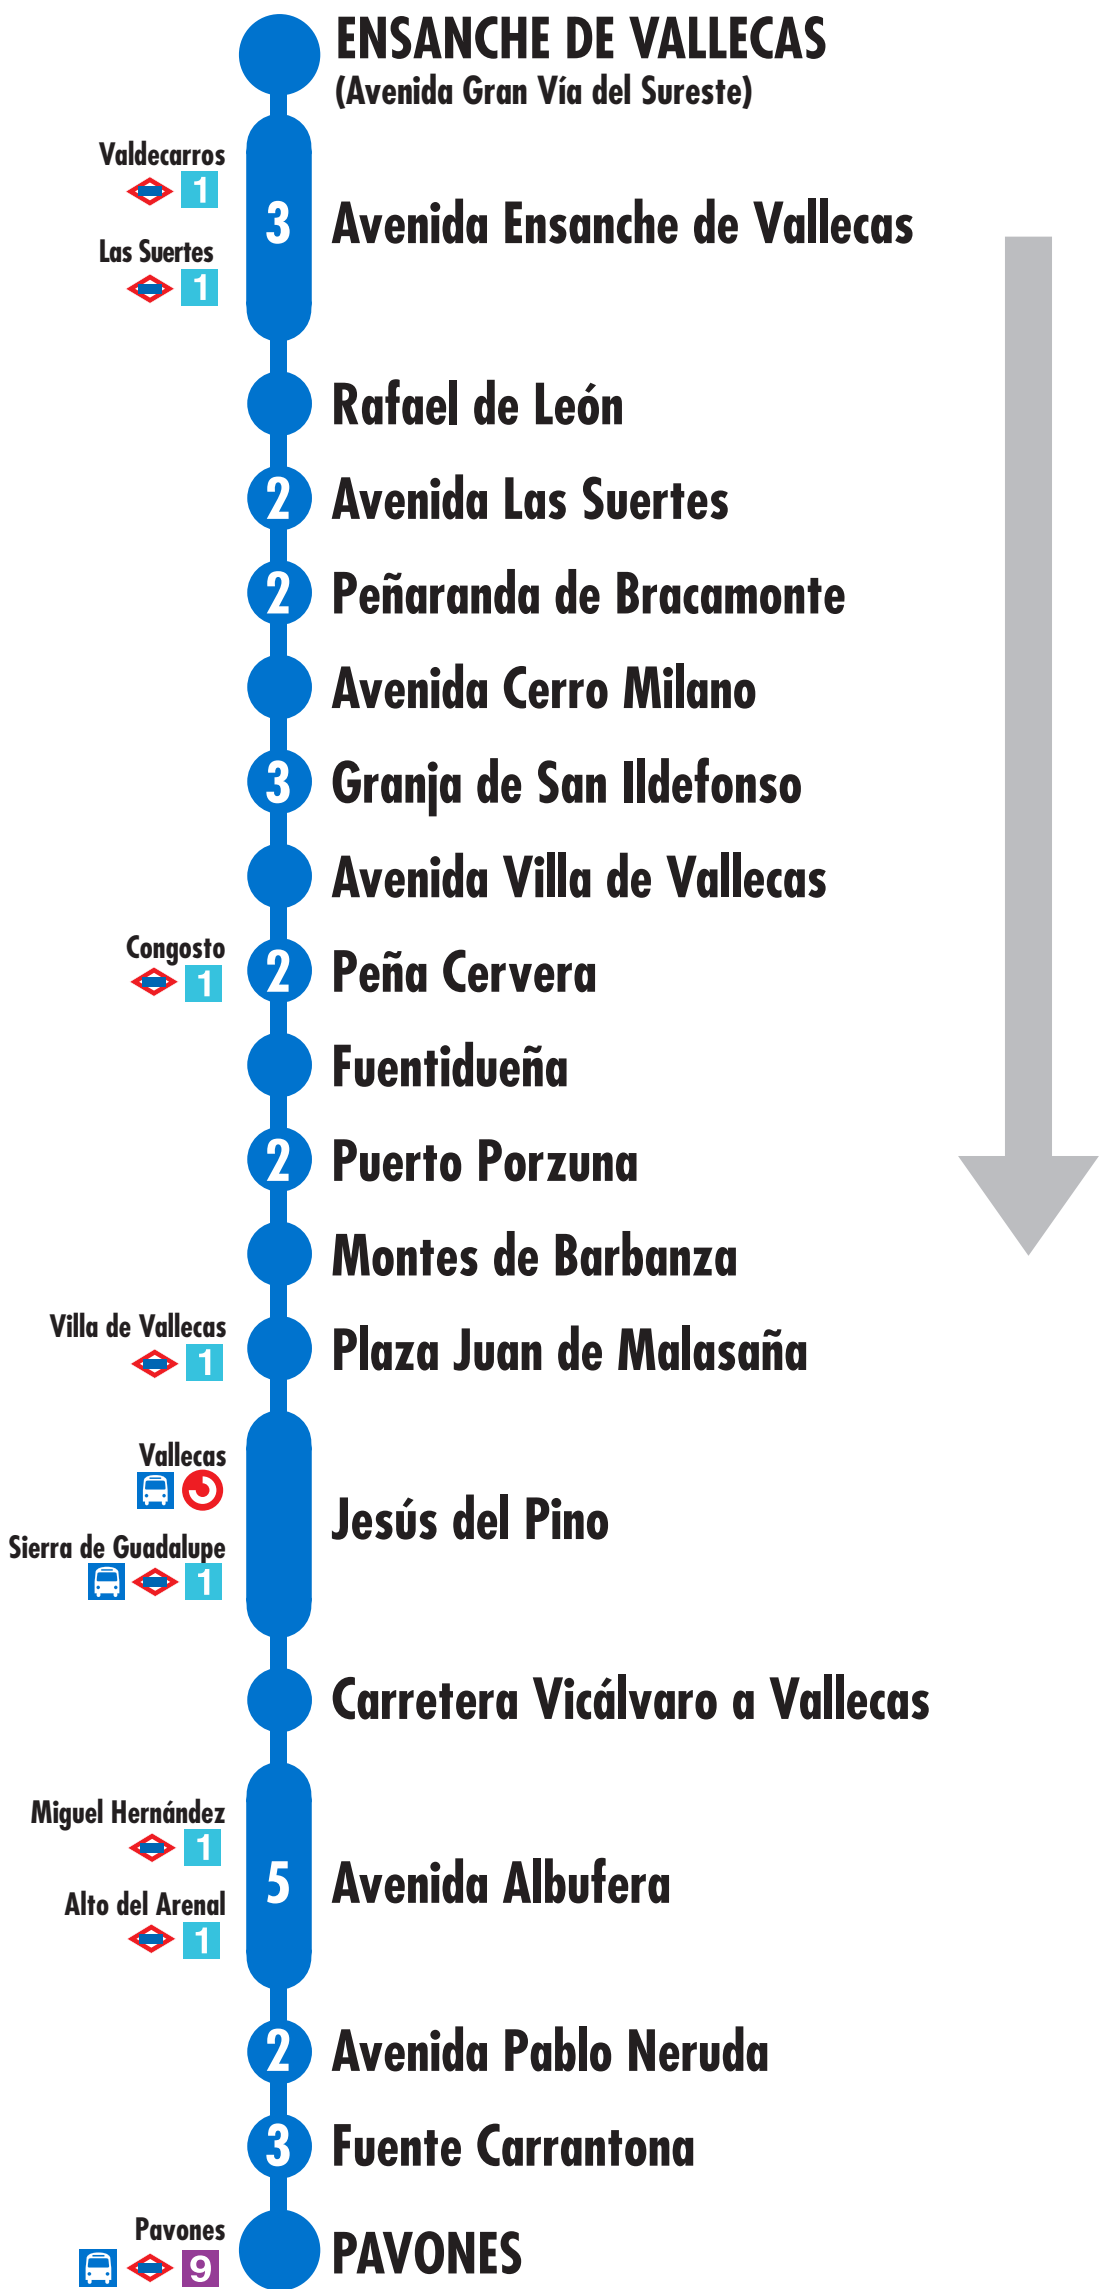 ENSANCHE DE VALLECAS
(Avenida Gran Vía del Sureste)
Valdecarros
1
Las Suertes
1
3 Avenida Ensanche de Vallecas
Rafael de León
2 Avenida Las Suertes
2 Peñaranda de Bracamonte
Avenida Cerro Milano
3 Granja de San Ildefonso
Avenida Villa de Vallecas
Congosto
1
2 Peña Cervera
Fuentidueña
2 Puerto Porzuna
Montes de Barbanza
Villa de Vallecas
1
Plaza Juan de Malasaña
Vallecas
Sierra de Guadalupe
1
Jesús del Pino
Carretera Vicálvaro a Vallecas
Miguel Hernández
1
Alto del Arenal
1
5 Avenida Albufera
2 Avenida Pablo Neruda
3 Fuente Carrantona
Pavones
9
PAVONES